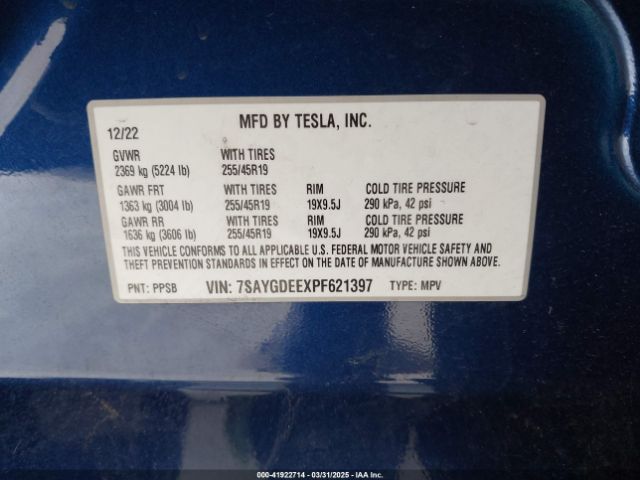 MFD BY TESLA, INC.
12/22
GVWR WITH TIRES
2369 kg (5224 lb) 255/45R19
GAWR FRT WITH TIRES RIM COLD TIRE PRESSURE
1363 kg (3004 lb) 255/45R19 19X9.5J 290 kPa, 42 psi
GAWR RR WITH TIRES RIM COLD TIRE PRESSURE
1636 kg (3606 lb) 255/45R19 19X9.5J 290 kPa, 42 psi
THIS VEHICLE CONFORMS TO ALL APPLICABLE U.S. FEDERAL MOTOR VEHICLE SAFETY AND
THEFT PREVENTION STANDARDS IN EFFECT ON THE DATE OF MANUFACTURE SHOWN ABOVE.
PNT: PPSB VIN: 7SAYGDEEXPF621397 TYPE: MPV
000-41922714 - 03/31/2025 - IAA Inc.